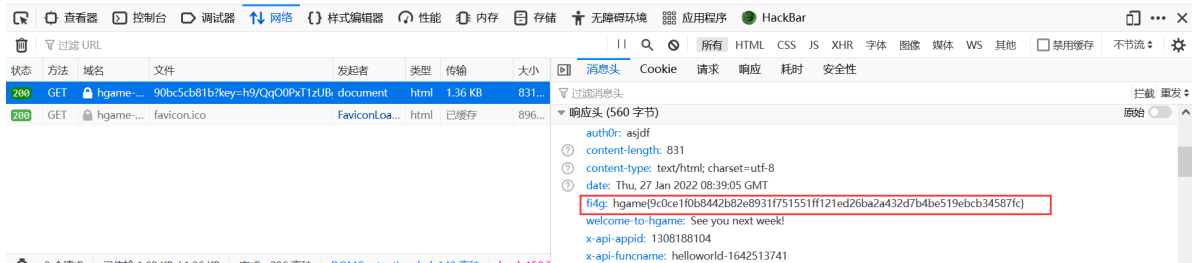 查看器 控制台 调试器 网络 {} 样式编辑器 性能 内存 存储 无障碍环境 应用程序 HackBar
过滤 URL 所有 HTML CSS JS XHR 字体 图像 媒体 WS 其他 禁用缓存 不节流
状态 方法 域名 文件 发起者 类型 传输 大小 消息头 Cookie 请求 响应 耗时 安全性
200 GET hgame-... 90bc5cb81b?key=h9/QqO0PxT1zUB document html 1.36 KB 831... 过滤消息头 拦截 重发
200 GET hgame-... favicon.ico FaviconLoa... html 已缓存 896... 响应头 (560 字节) 原始
auth0r: asjdf
content-length: 831
content-type: text/html; charset=utf-8
date: Thu, 27 Jan 2022 08:39:05 GMT
fi4g: hgame{9c0ce1f0b8442b82e8931f751551ff121ed26ba2a432d7b4be519ebcb34587fc}
welcome-to-hgame: See you next week!
x-api-appid: 1308188104
x-api-funcname: helloworld-1642513741